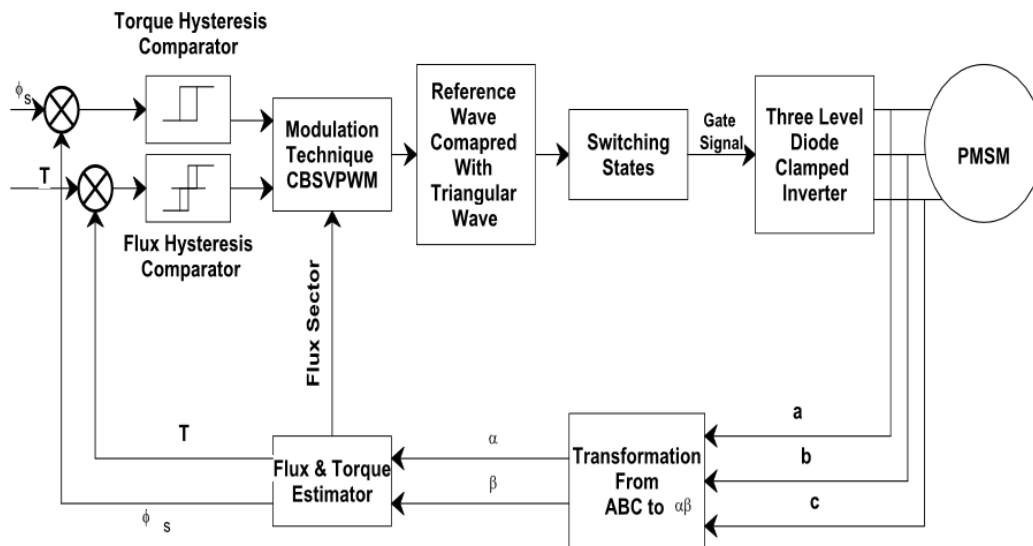 Torque Hysteresis
Comparator
ϕs
T
Flux Hysteresis
Comparator
Modulation
Technique
CBSVPWM
Reference
Wave
Comapred
With
Triangular
Wave
Switching
States
Gate
Signal
Three Level
Diode
Clamped
Inverter
PMSM
Flux Sector
a
b
c
Transformation
From
ABC to αβ
α
β
Flux & Torque
Estimator
T
ϕs